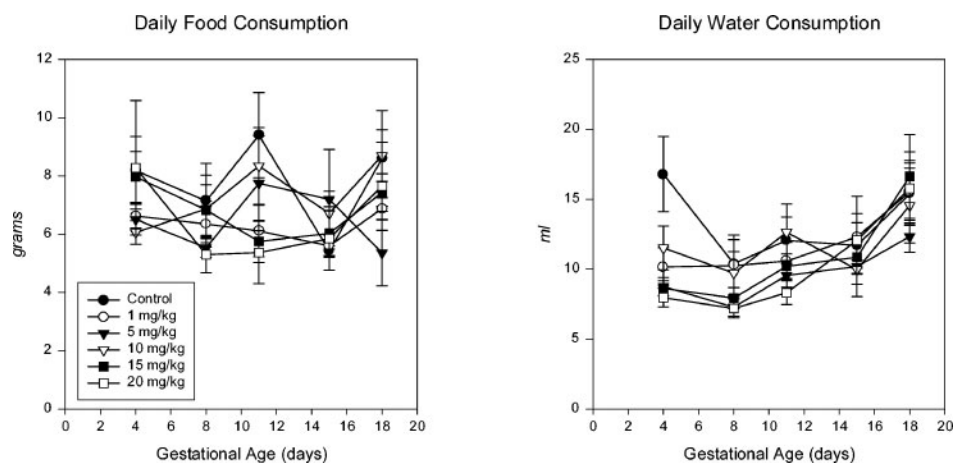 Daily Food Consumption
12
10
8
6
4
2
0
grams
Control
1 mg/kg
5 mg/kg
10 mg/kg
15 mg/kg
20 mg/kg
0 2 4 6 8 10 12 14 16 18 20
Gestational Age (days)
Daily Water Consumption
25
20
15
10
5
0
ml
0 2 4 6 8 10 12 14 16 18 20
Gestational Age (days)